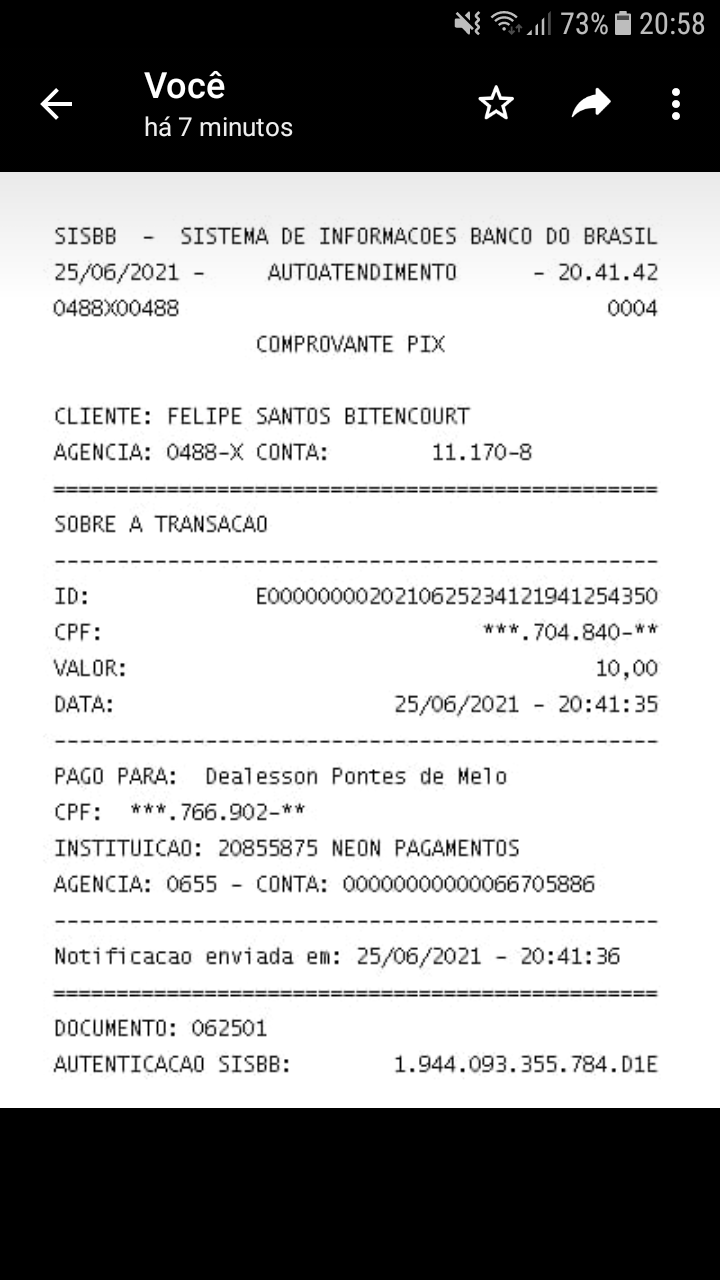 73% 20:58
Você
há 7 minutos
SISBB - SISTEMA DE INFORMACOES BANCO DO BRASIL
25/06/2021 - AUTOATENDIMENTO - 20.41.42
0488X00488 0004
COMPROVANTE PIX
CLIENTE: FELIPE SANTOS BITENCOURT
AGENCIA: 0488-X CONTA: 11.170-8
================================================
SOBRE A TRANSACAO
------------------------------------------------
ID: E0000000020210625234121941254350
CPF: ***.704.840-**
VALOR: 10,00
DATA: 25/06/2021 - 20:41:35
------------------------------------------------
PAGO PARA: Dealesson Pontes de Melo
CPF: ***.766.902-**
INSTITUICAO: 20855875 NEON PAGAMENTOS
AGENCIA: 0655 - CONTA: 00000000000066705886
------------------------------------------------
Notificacao enviada em: 25/06/2021 - 20:41:36
================================================
DOCUMENTO: 062501
AUTENTICACAO SISBB: 1.944.093.355.784.D1E